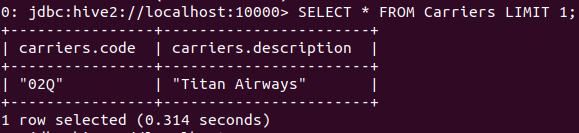 0: jdbc:hive2://localhost:10000> SELECT * FROM Carriers LIMIT 1;
+----------------+-----------------------+
| carriers.code  | carriers.description  |
+----------------+-----------------------+
| "02Q"          | "Titan Airways"       |
+----------------+-----------------------+
1 row selected (0.314 seconds)